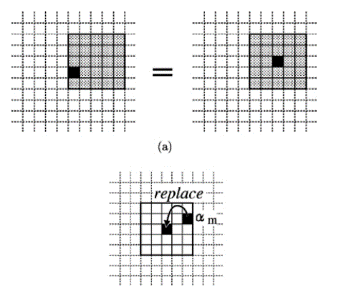 =
(a)
replace
α m